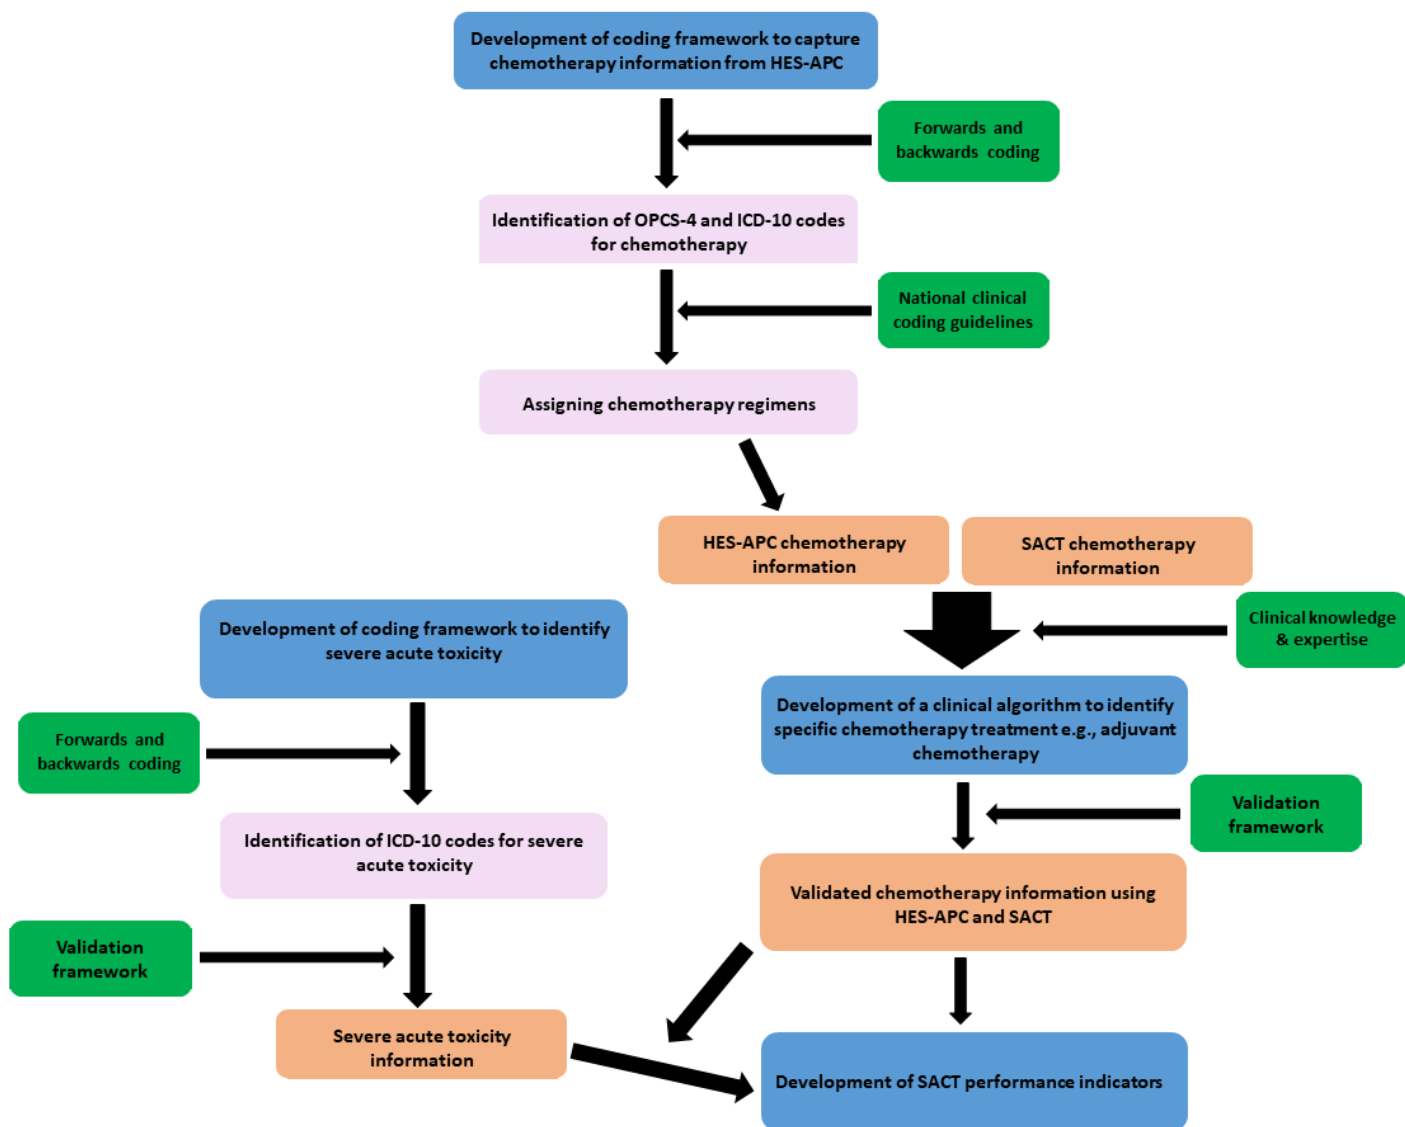 Development of coding framework to capture
chemotherapy information from HES-APC
Forwards and
backwards coding
Identification of OPCS-4 and ICD-10 codes
for chemotherapy
National clinical
coding guidelines
Assigning chemotherapy regimens
HES-APC chemotherapy
information
SACT chemotherapy
information
Clinical knowledge
& expertise
Development of coding framework to identify
severe acute toxicity
Development of a clinical algorithm to identify
specific chemotherapy treatment e.g., adjuvant
chemotherapy
Forwards and
backwards coding
Validation
framework
Identification of ICD-10 codes for severe
acute toxicity
Validated chemotherapy information using
HES-APC and SACT
Validation
framework
Severe acute toxicity
information
Development of SACT performance indicators